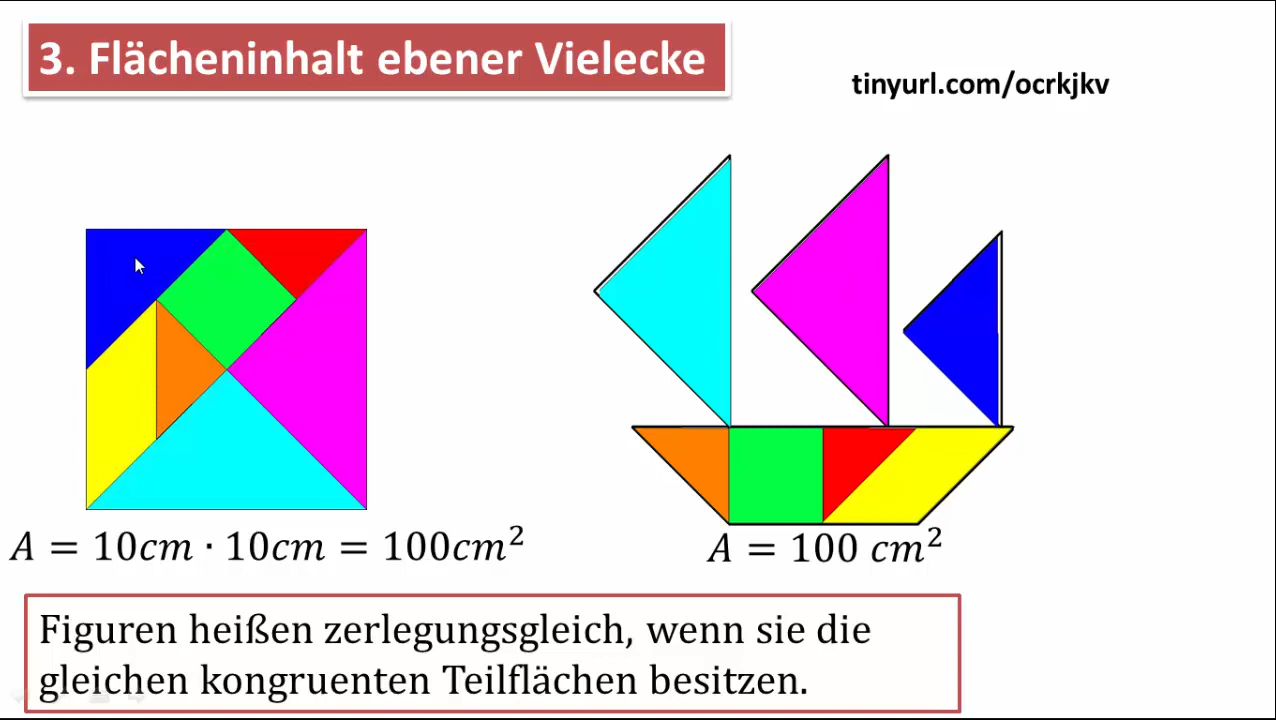 3. Flächeninhalt ebener Vielecke
tinyurl.com/ocrkjkv
A = 10cm · 10cm = 100cm²
A = 100 cm²
Figuren heißen zerlegungsgleich, wenn sie die
gleichen kongruenten Teilflächen besitzen.